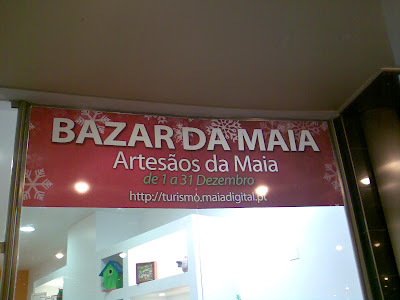 BAZAR DA MAIA
Artesãos da Maia
de 1 a 31 Dezembro
http://turismo.maiadigital.pt